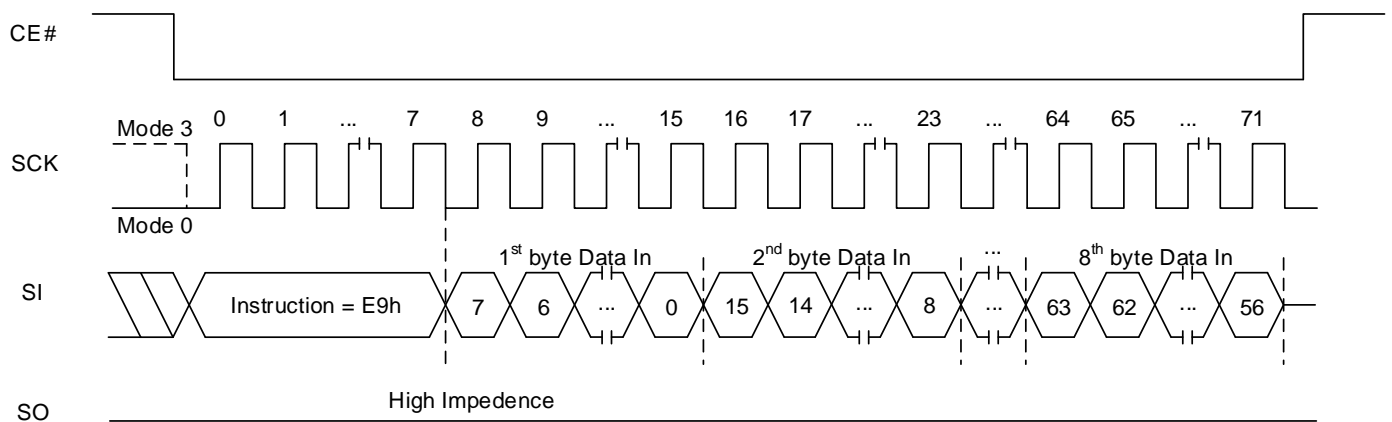 CE#
0 1 ... 7 8 9 ... 15 16 17 ... 23 ... 64 65 ... 71
Mode 3
SCK
Mode 0
1st byte Data In 2nd byte Data In ... 8th byte Data In
SI Instruction = E9h 7 6 ... 0 15 14 ... 8 ... 63 62 ... 56
High Impedence
SO